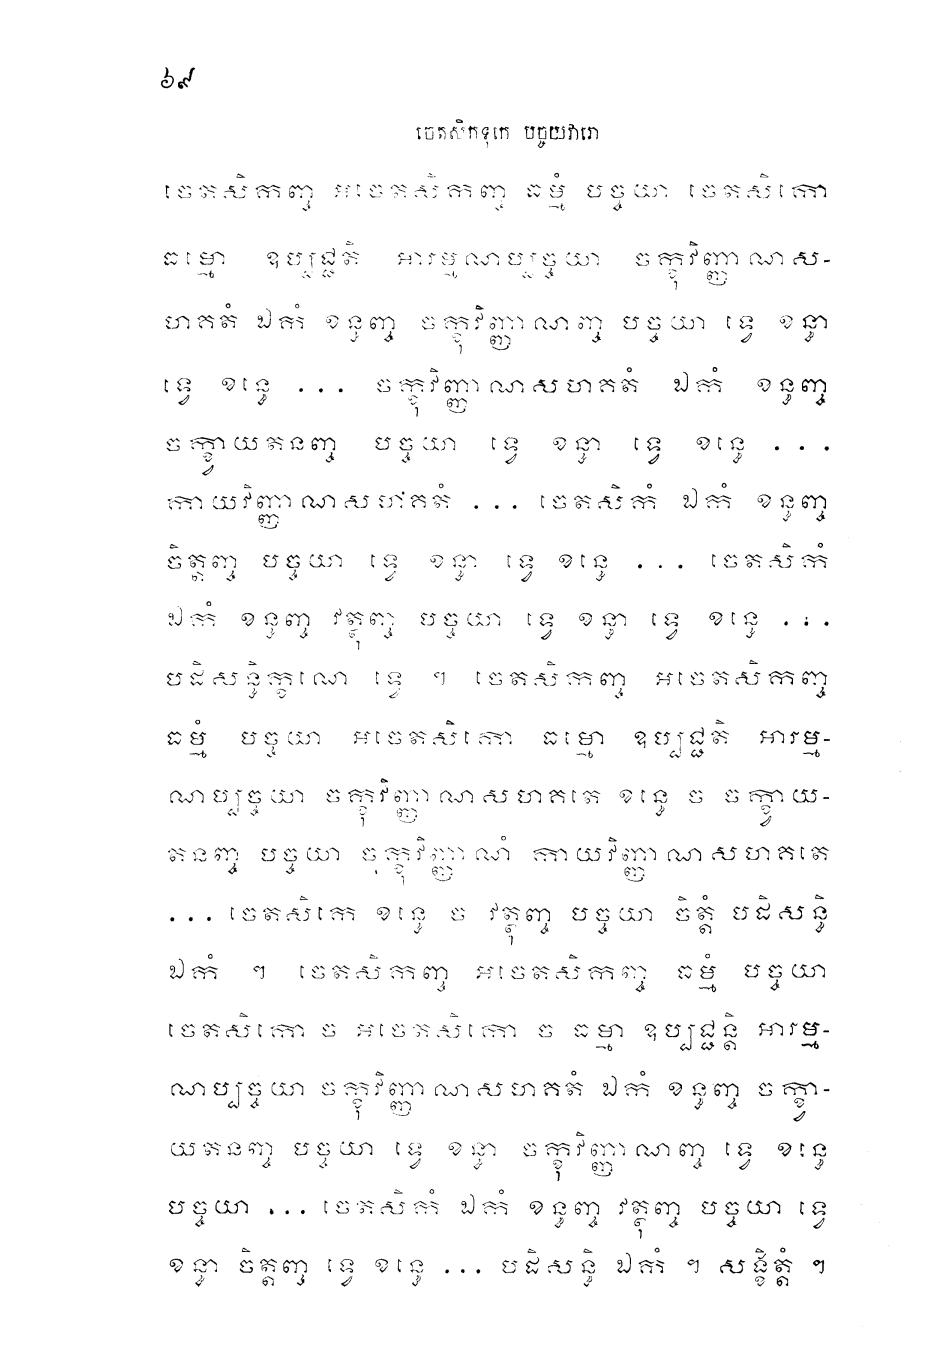 ៦៩
ចេតសិកទុកេ បច្ចយវារោ
ចេតសិកញ្ច អចេតសិកញ្ច ធម្មំ បច្ចយា ចេតសិកោ
ធម្មោ ឧប្បជ្ជតិ អារម្មណប្បច្ចយា ចក្ខុវិញ្ញាណស-
ហគតំ ឯកំ ខន្ធញ្ច ចក្ខុវិញ្ញាណញ្ច បច្ចយា ទ្វេ ខន្ធា
ទ្វេ ខន្ធេ ... ចក្ខុវិញ្ញាណសហគតំ ឯកំ ខន្ធញ្ច
ចក្ខ្វាយតនញ្ច បច្ចយា ទ្វេ ខន្ធា ទ្វេ ខន្ធេ ...
កាយវិញ្ញាណសហគតំ ... ចេតសិកំ ឯកំ ខន្ធញ្ច
ចិត្តញ្ច បច្ចយា ទ្វេ ខន្ធា ទ្វេ ខន្ធេ ... ចេតសិកំ
ឯកំ ខន្ធញ្ច វត្ថុញ្ច បច្ចយា ទ្វេ ខន្ធា ទ្វេ ខន្ធេ ...
បដិសន្ធិក្ខណេ ទ្វេ ។ ចេតសិកញ្ច អចេតសិកញ្ច
ធម្មំ បច្ចយា អចេតសិកោ ធម្មោ ឧប្បជ្ជតិ អារម្ម-
ណប្បច្ចយា ចក្ខុវិញ្ញាណសហគតេ ខន្ធេ ច ចក្ខ្វាយ-
តនញ្ច បច្ចយា ចក្ខុវិញ្ញាណំ កាយវិញ្ញាណសហគតេ
... ចេតសិកេ ខន្ធេ ច វត្ថុញ្ច បច្ចយា ចិត្តំ បដិសន្ធិ
ឯកំ ។ ចេតសិកញ្ច អចេតសិកញ្ច ធម្មំ បច្ចយា
ចេតសិកោ ច អចេតសិកោ ច ធម្មា ឧប្បជ្ជន្តិ អារម្ម-
ណប្បច្ចយា ចក្ខុវិញ្ញាណសហគតំ ឯកំ ខន្ធញ្ច ចក្ខ្វា-
យតនញ្ច បច្ចយា ទ្វេ ខន្ធា ចក្ខុវិញ្ញាណញ្ច ទ្វេ ខន្ធេ
បច្ចយា ... ចេតសិកំ ឯកំ ខន្ធញ្ច វត្ថុញ្ច បច្ចយា ទ្វេ
ខន្ធា ចិត្តញ្ច ទ្វេ ខន្ធេ ... បដិសន្ធិ ឯកំ ។ សង្ខិត្តំ ។